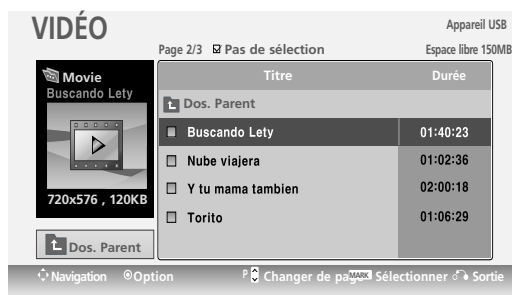 VIDÉO
Appareil USB
Page 2/3 Pas de sélection
Espace libre 150MB
Movie
Buscando Lety
720x576 , 120KB
Dos. Parent
Titre Durée
Dos. Parent
Buscando Lety 01:40:23
Nube viajera 01:02:36
Y tu mama tambien 02:00:18
Torito 01:06:29
Navigation Option P Changer de page MARK Sélectionner Sortie